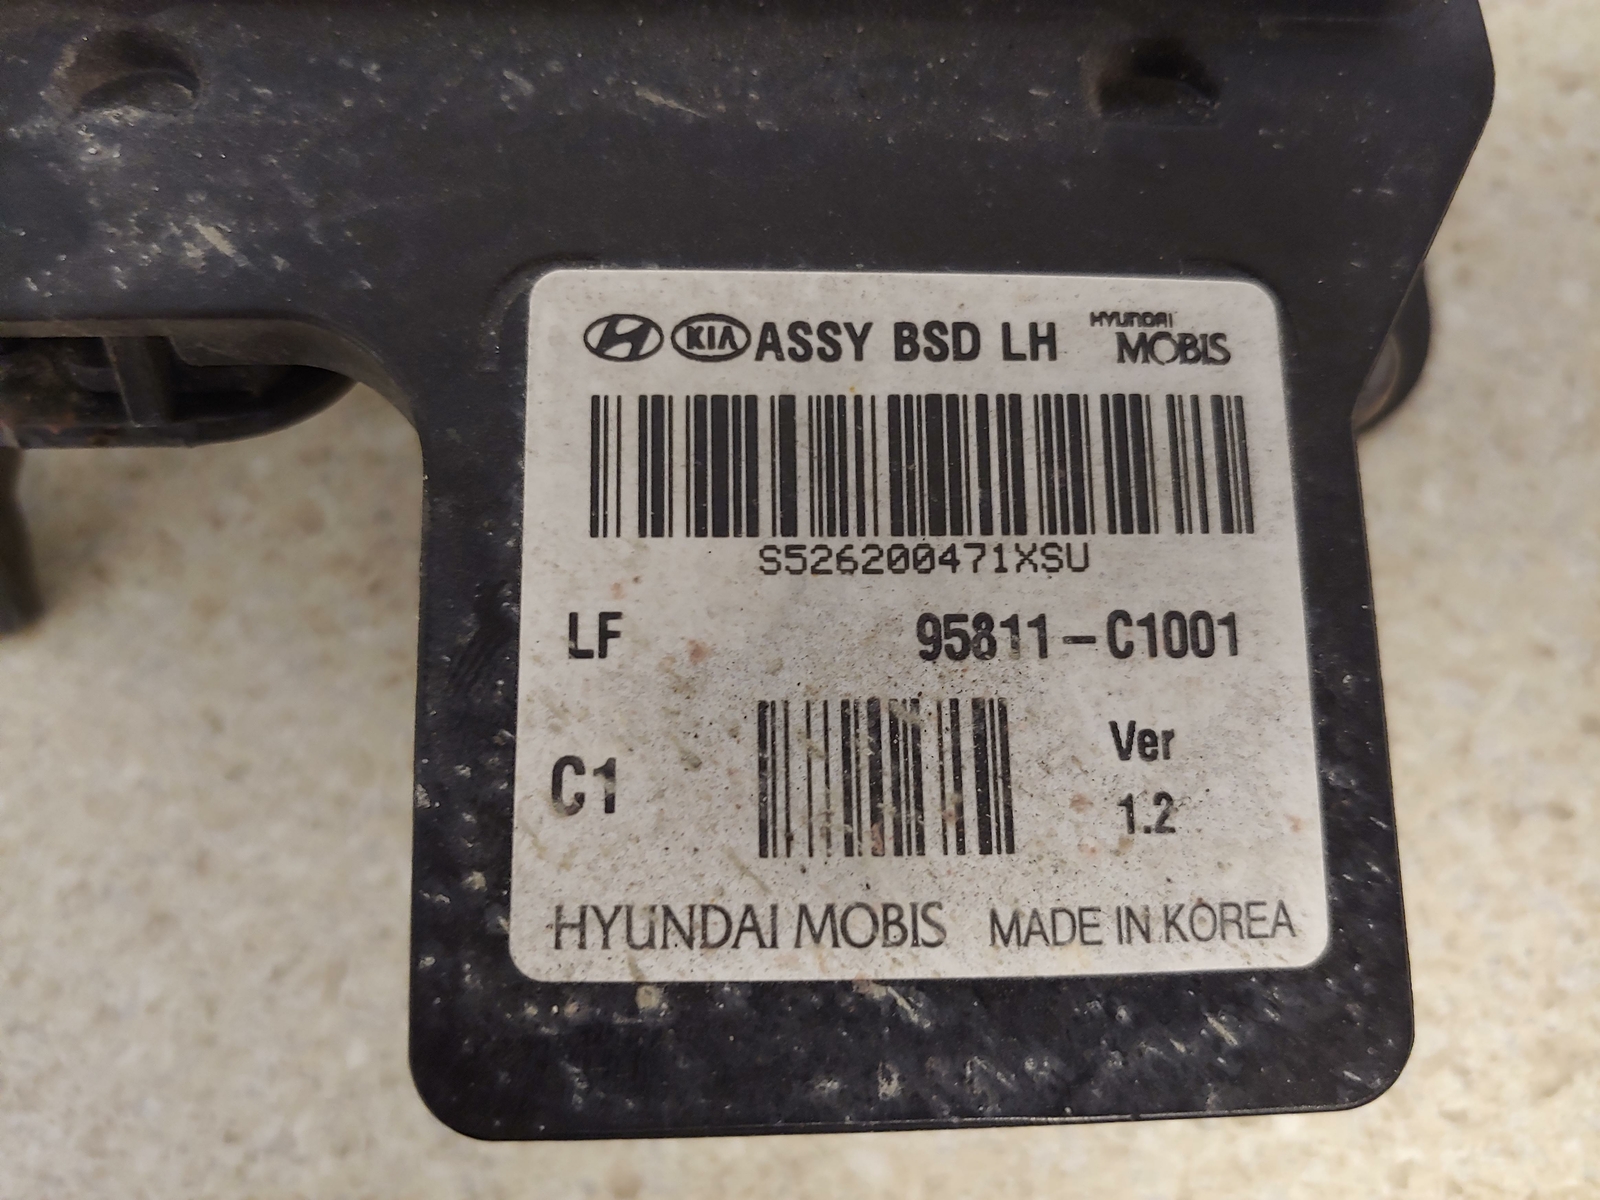 KIA ASSY BSD LH HYUNDAI MOBIS
S526200471XSU
LF 95811-C1001
C1 Ver 1.2
HYUNDAI MOBIS MADE IN KOREA